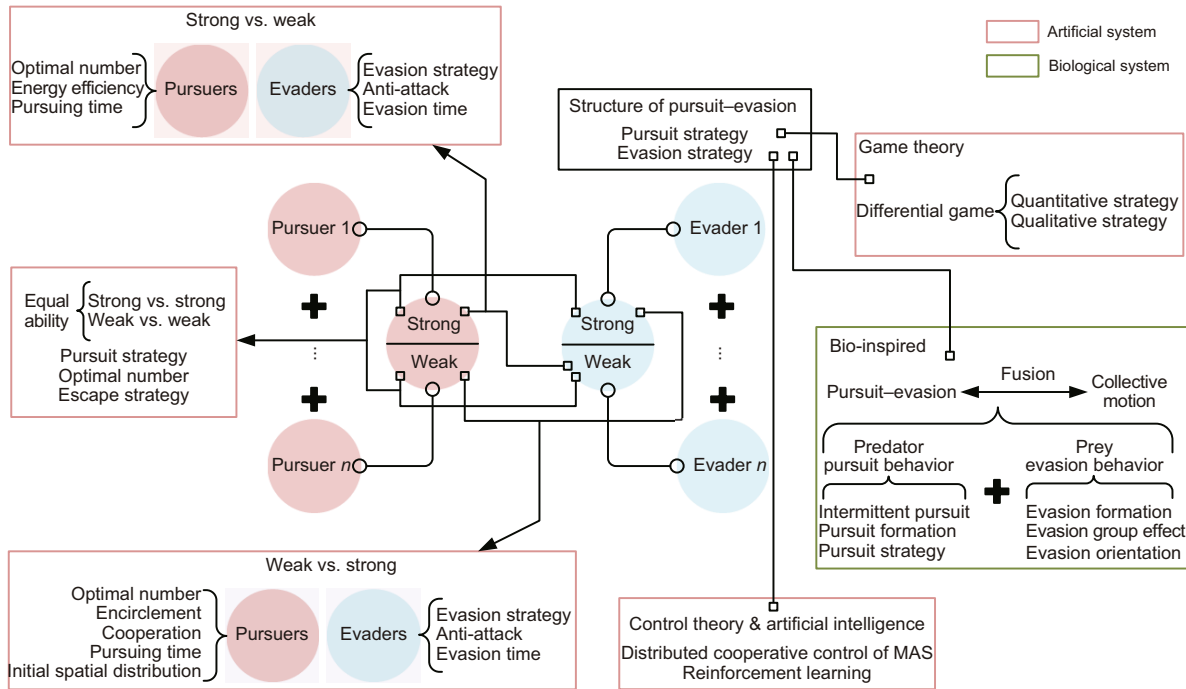 Strong vs. weak
Optimal number
Energy efficiency
Pursuing time
Pursuers
Evaders
Evasion strategy
Anti-attack
Evasion time
Artificial system
Biological system
Structure of pursuit–evasion
Pursuit strategy
Evasion strategy
Game theory
Differential game
Quantitative strategy
Qualitative strategy
Pursuer 1
Evader 1
Equal
ability
Strong vs. strong
Weak vs. weak
Pursuit strategy
Optimal number
Escape strategy
...
Strong
Weak
Strong
Weak
...
Pursuer n
Evader n
Bio-inspired
Pursuit–evasion
Fusion
Collective
motion
Predator
pursuit behavior
Prey
evasion behavior
Intermittent pursuit
Pursuit formation
Pursuit strategy
Evasion formation
Evasion group effect
Evasion orientation
Weak vs. strong
Optimal number
Encirclement
Cooperation
Pursuing time
Initial spatial distribution
Pursuers
Evaders
Evasion strategy
Anti-attack
Evasion time
Control theory & artificial intelligence
Distributed cooperative control of MAS
Reinforcement learning